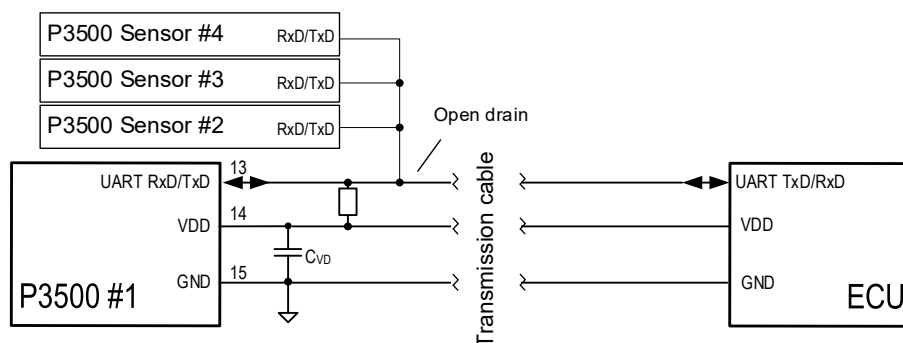 P3500 Sensor #4 RxD/TxD
P3500 Sensor #3 RxD/TxD
P3500 Sensor #2 RxD/TxD
Open drain
13
UART RxD/TxD
UART TxD/RxD
14
VDD
VDD
CVD
15
GND
GND
P3500 #1
Transmission cable
ECU